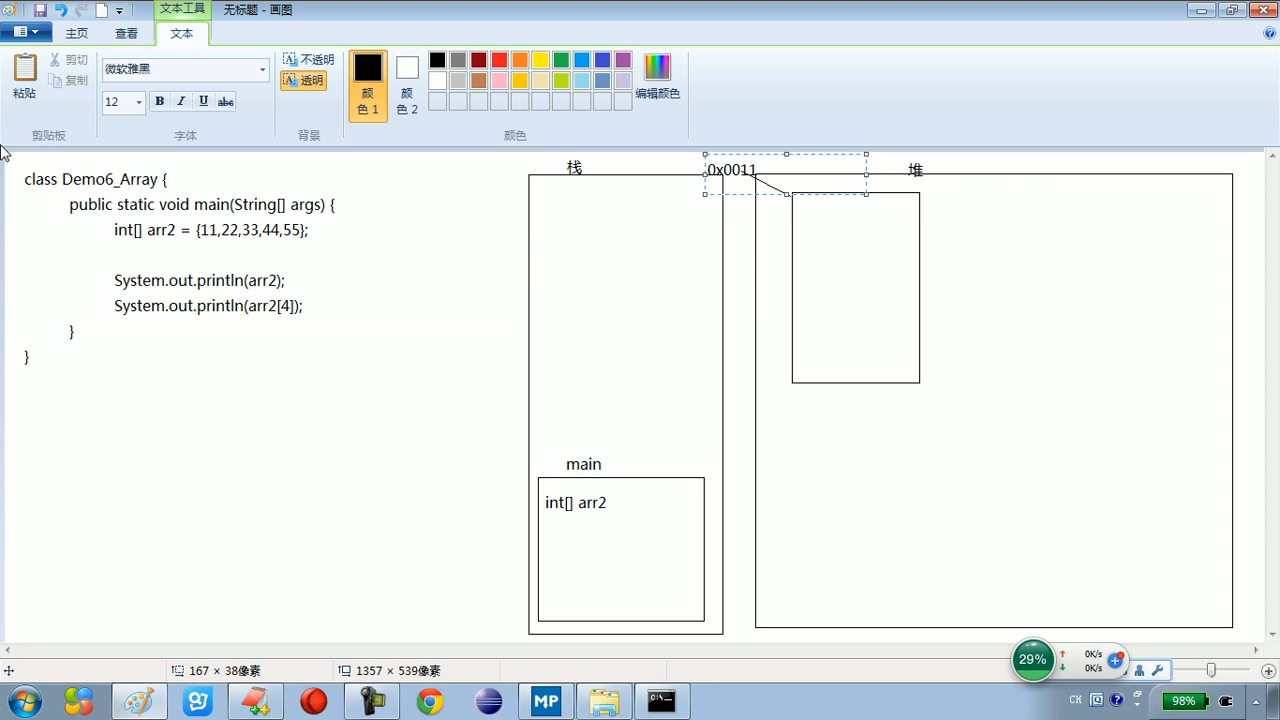 文本工具
无标题 - 画图
主页
查看
文本
粘贴
剪切
复制
剪贴板
微软雅黑
12
B I U abc
字体
不透明
透明
背景
颜色 1
颜色 2
编辑颜色
颜色
class Demo6_Array {
public static void main(String[] args) {
int[] arr2 = {11,22,33,44,55};
System.out.println(arr2);
System.out.println(arr2[4]);
}
}
栈
0x0011
堆
main
int[] arr2
167 × 38像素
1357 × 539像素
29%
0K/s
0K/s
MP
CH
98%